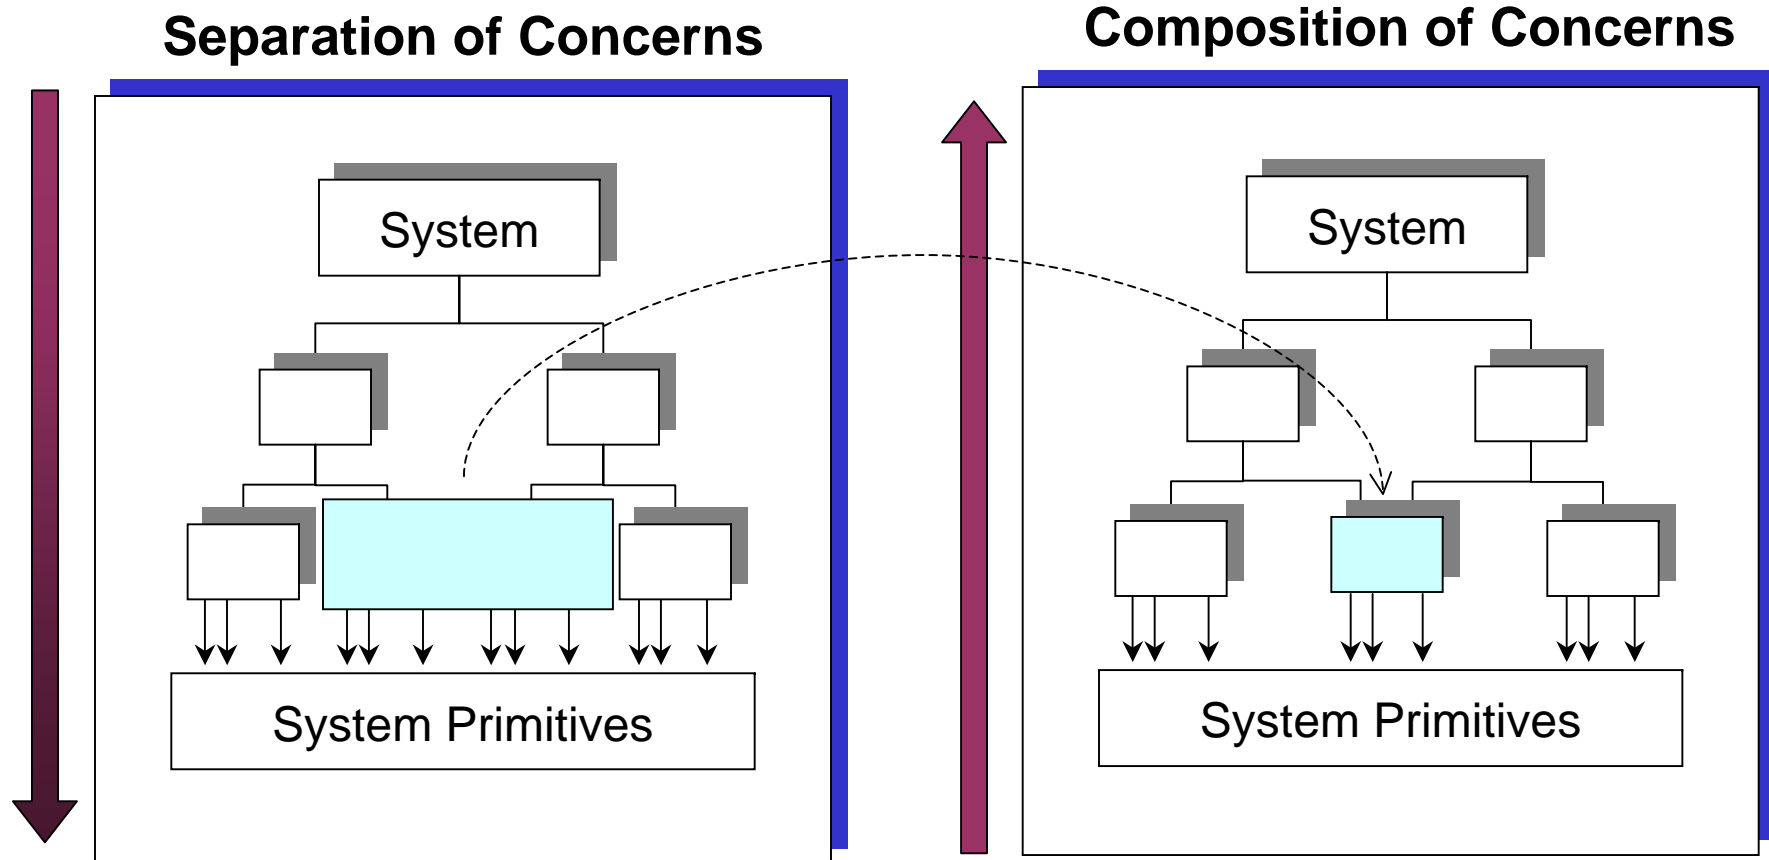 Separation of Concerns
Composition of Concerns
System
System
System Primitives
System Primitives